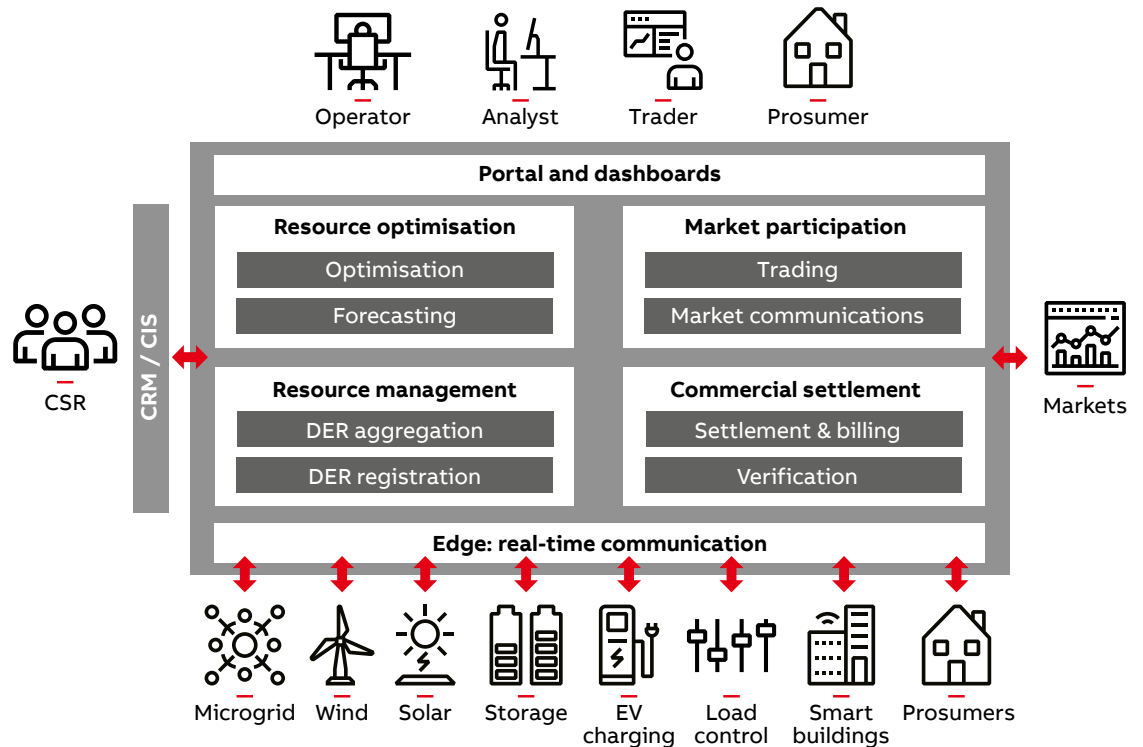 Operator
Analyst
Trader
Prosumer
Portal and dashboards
Resource optimisation
Optimisation
Forecasting
Market participation
Trading
Market communications
CRM / CIS
CSR
Markets
Resource management
DER aggregation
DER registration
Commercial settlement
Settlement & billing
Verification
Edge: real-time communication
Microgrid
Wind
Solar
Storage
EV
charging
Load
control
Smart
buildings
Prosumers